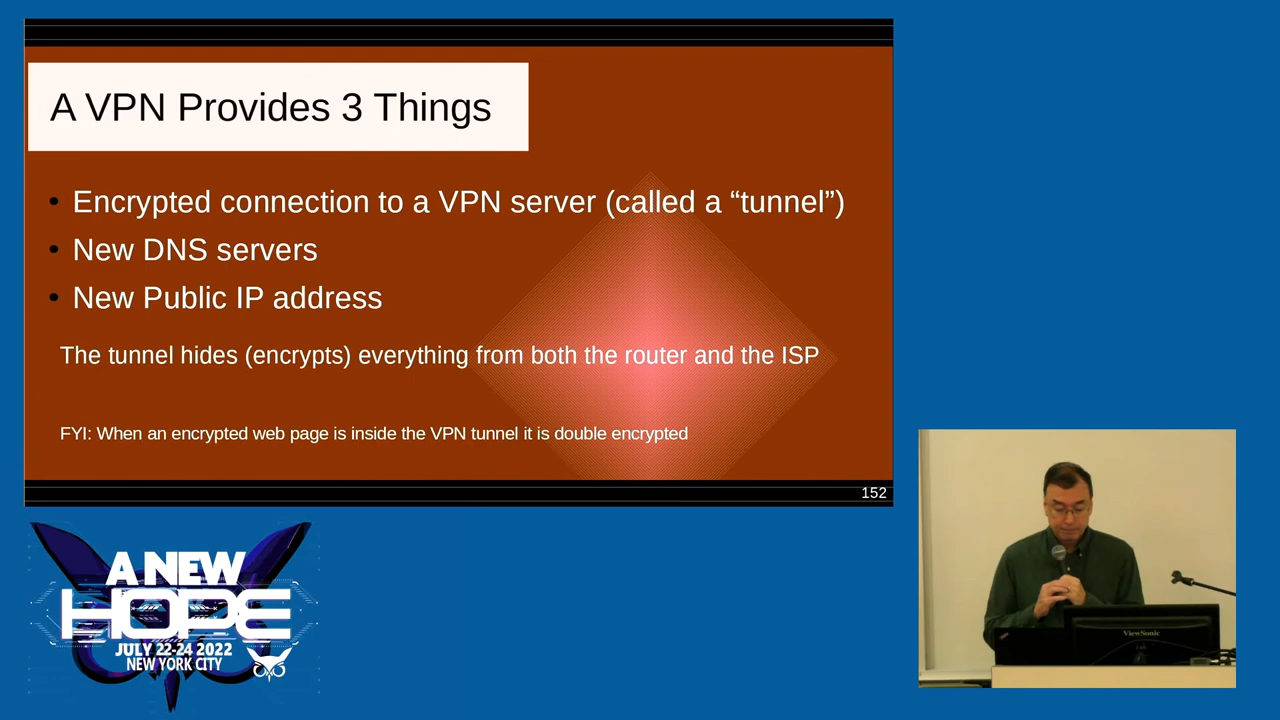 A VPN Provides 3 Things
• Encrypted connection to a VPN server (called a “tunnel”)
• New DNS servers
• New Public IP address
The tunnel hides (encrypts) everything from both the router and the ISP
FYI: When an encrypted web page is inside the VPN tunnel it is double encrypted
152
A NEW
HOPE
JULY 22-24 2022
NEW YORK CITY
ViewSonic